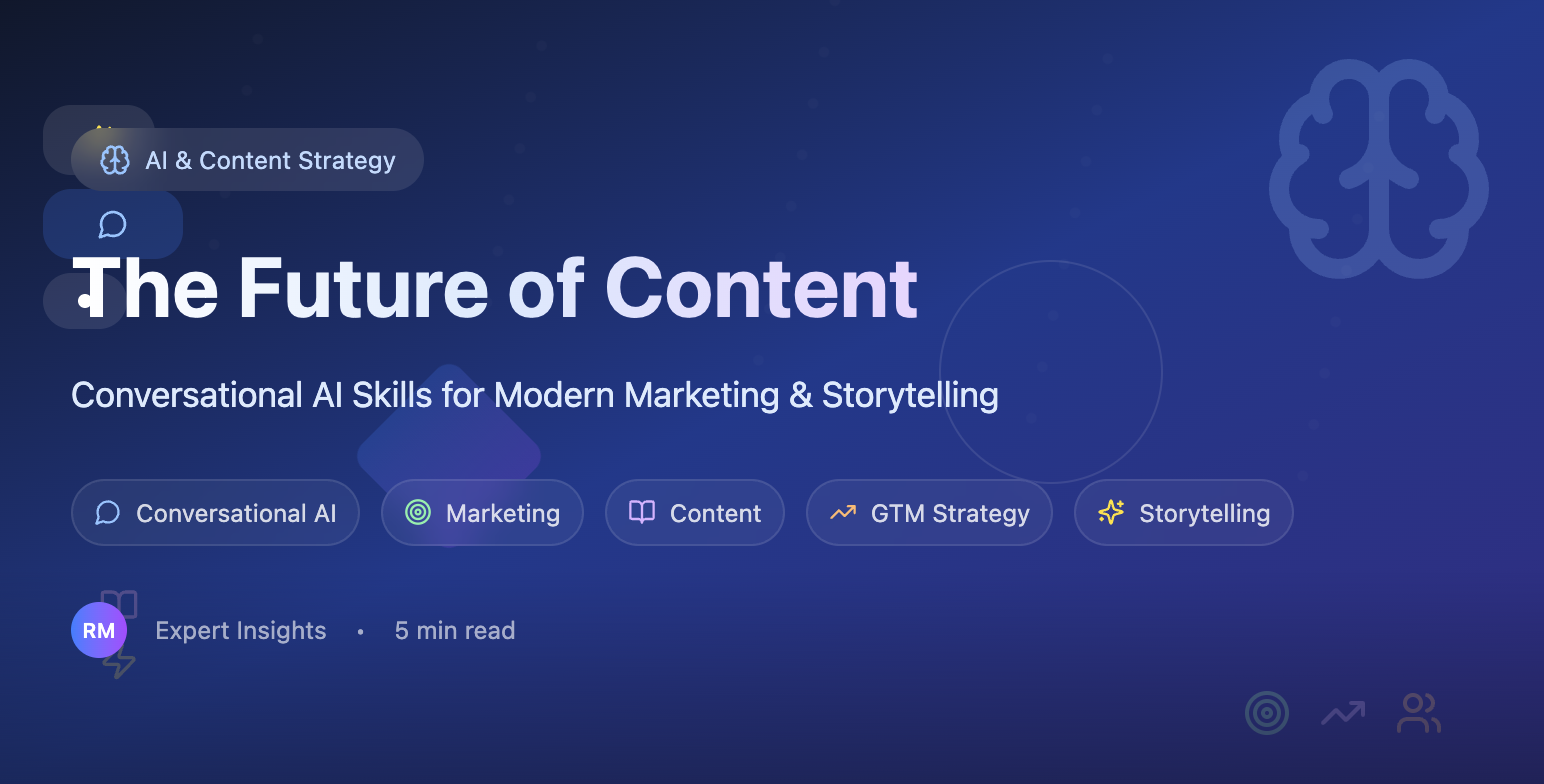 AI & Content Strategy
The Future of Content
Conversational AI Skills for Modern Marketing & Storytelling
Conversational AI
Marketing
Content
GTM Strategy
Storytelling
RM
Expert Insights • 5 min read